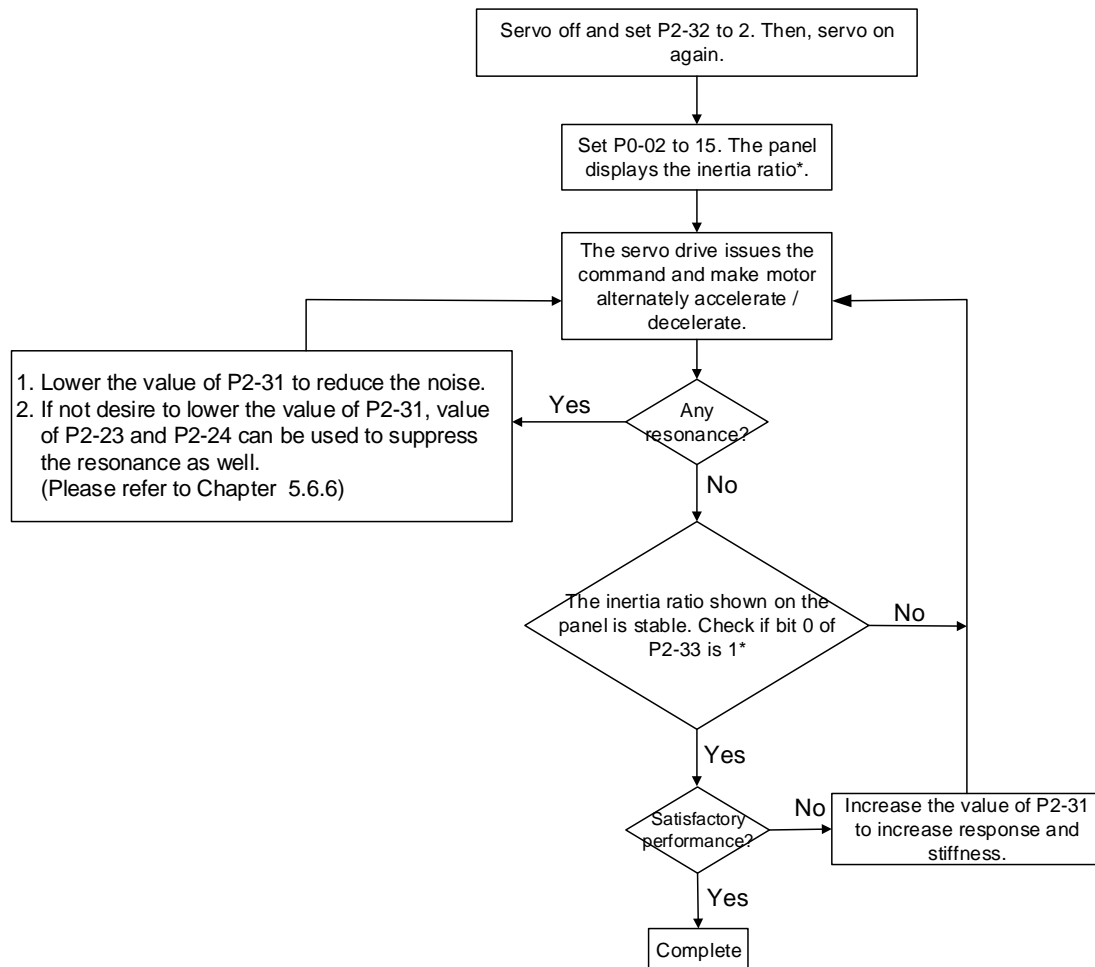 Servo off and set P2-32 to 2. Then, servo on
again.
Set P0-02 to 15. The panel
displays the inertia ratio*.
The servo drive issues the
command and make motor
alternately accelerate /
decelerate.
1. Lower the value of P2-31 to reduce the noise.
2. If not desire to lower the value of P2-31, value
of P2-23 and P2-24 can be used to suppress
the resonance as well.
(Please refer to Chapter 5.6.6)
Yes
Any
resonance?
No
The inertia ratio shown on the
panel is stable. Check if bit 0 of
P2-33 is 1*
No
Yes
Satisfactory
performance?
No
Increase the value of P2-31
to increase response and
stiffness.
Yes
Complete